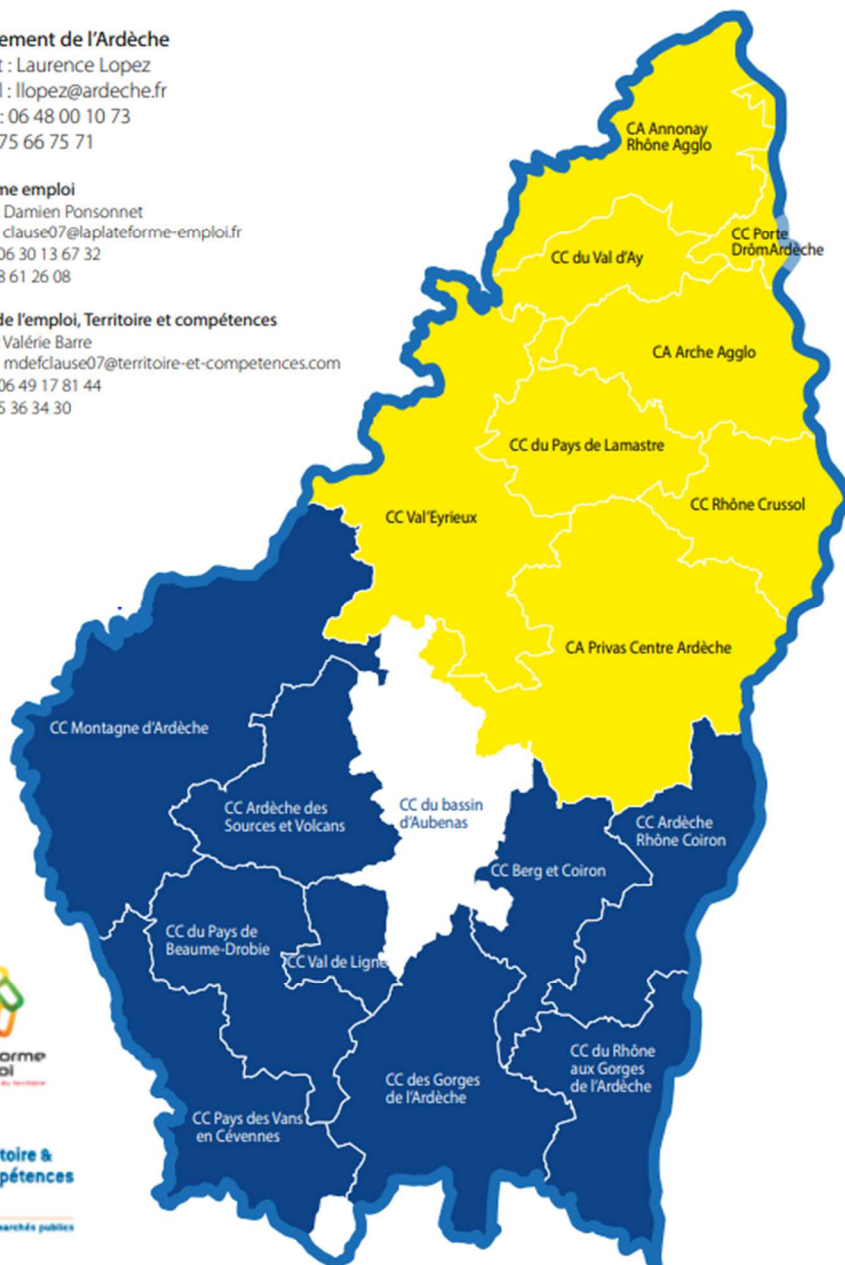 ement de l'Ardèche
t : Laurence Lopez
l : llopez@ardeche.fr
: 06 48 00 10 73
75 66 75 71
me emploi
Damien Ponsonnet
clause07@laplateforme-emploi.fr
06 30 13 67 32
8 61 26 08
de l'emploi, Territoire et compétences
Valérie Barre
mdefclause07@territoire-et-competences.com
06 49 17 81 44
5 36 34 30
CA Annonay
Rhône Agglo
CC Porte
DrômArdèche
CC du Val d'Ay
CA Arche Agglo
CC du Pays de Lamastre
CC Rhône Crussol
CC Val'Eyrieux
CA Privas Centre Ardèche
CC Montagne d'Ardèche
CC Ardèche des
Sources et Volcans
CC du bassin
d'Aubenas
CC Ardèche
Rhône Coiron
CC Berg et Coiron
CC du Pays de
Beaume-Drobie
CC Val de Ligne
CC du Rhône
aux Gorges
de l'Ardèche
CC des Gorges
de l'Ardèche
CC Pays des Vans
en Cévennes
orme
oi
du territoire
toire &
pétences
marchés publics